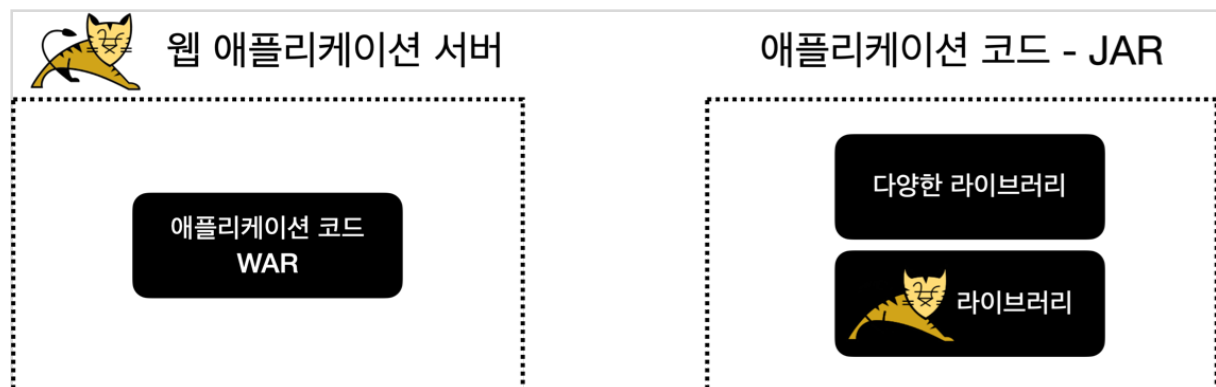 웹 애플리케이션 서버
애플리케이션 코드
WAR
애플리케이션 코드 - JAR
다양한 라이브러리
라이브러리